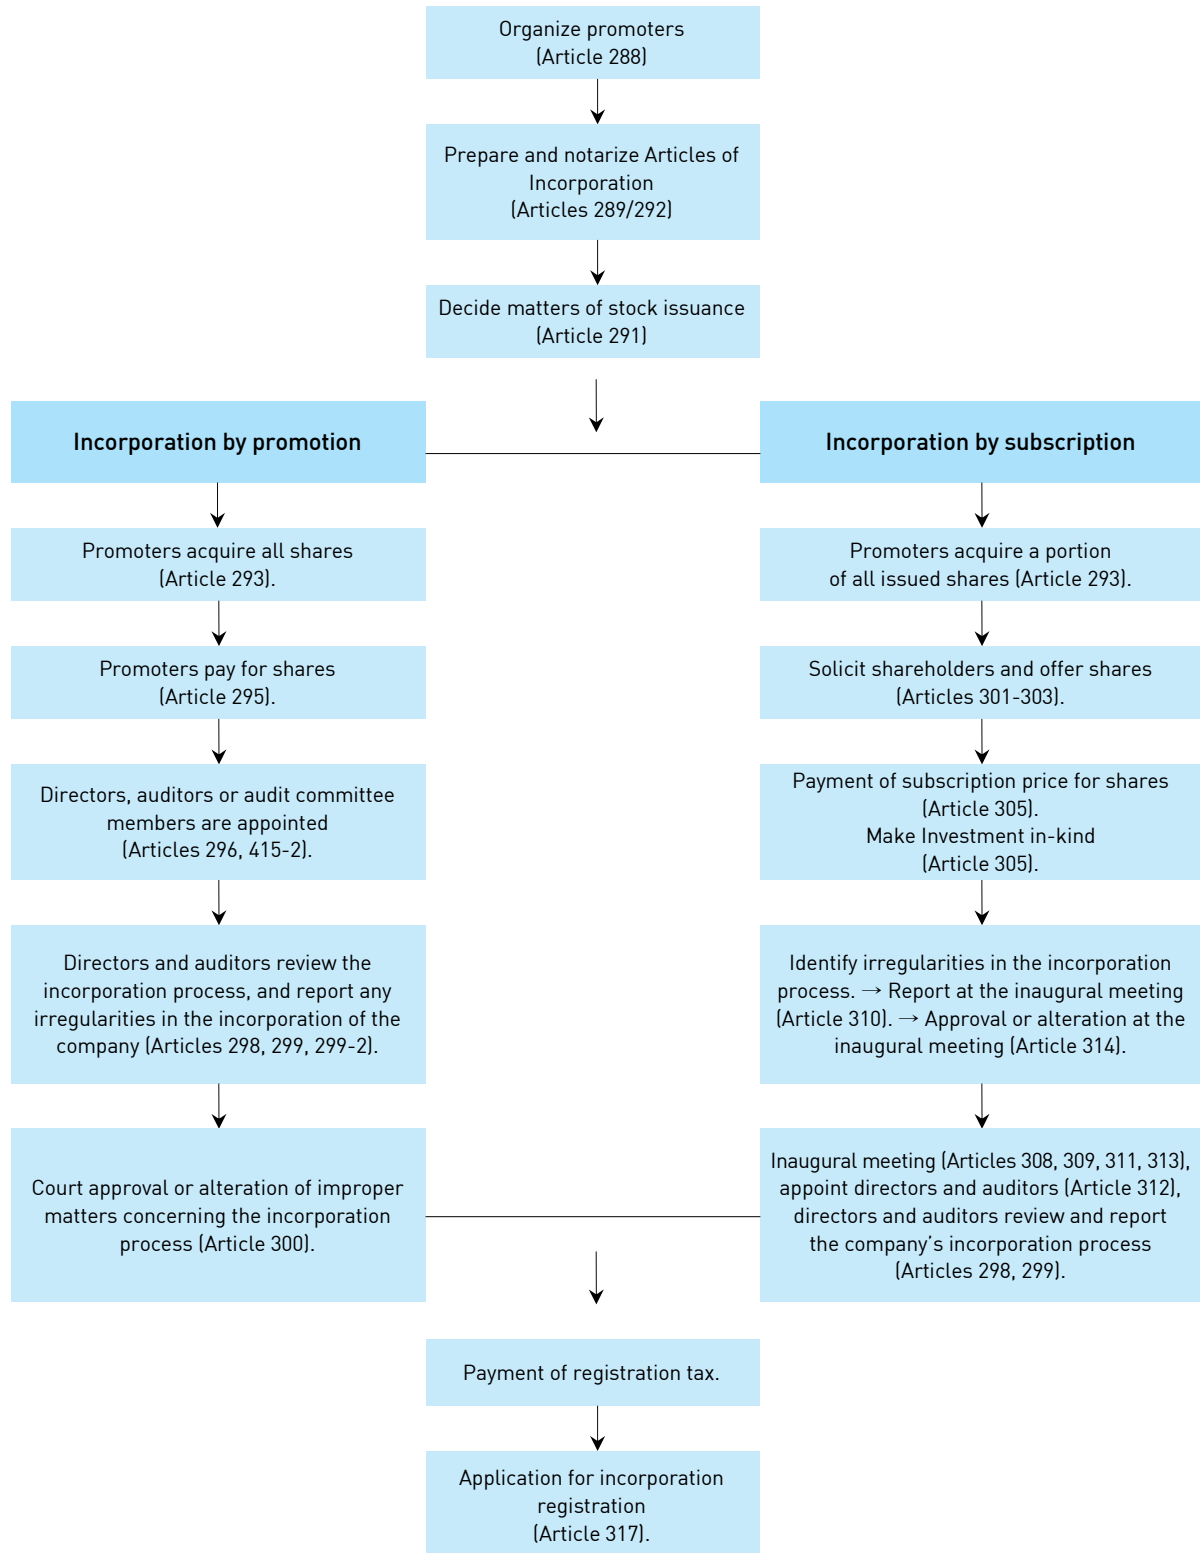 Organize promoters
(Article 288)
Prepare and notarize Articles of
Incorporation
(Articles 289/292)
Decide matters of stock issuance
(Article 291)
Incorporation by promotion
Promoters acquire all shares
(Article 293).
Promoters pay for shares
(Article 295).
Directors, auditors or audit committee
members are appointed
(Articles 296, 415-2).
Directors and auditors review the
incorporation process, and report any
irregularities in the incorporation of the
company (Articles 298, 299, 299-2).
Court approval or alteration of improper
matters concerning the incorporation
process (Article 300).
Incorporation by subscription
Promoters acquire a portion
of all issued shares (Article 293).
Solicit shareholders and offer shares
(Articles 301-303).
Payment of subscription price for shares
(Article 305).
Make Investment in-kind
(Article 305).
Identify irregularities in the incorporation
process. → Report at the inaugural meeting
(Article 310). → Approval or alteration at the
inaugural meeting (Article 314).
Inaugural meeting (Articles 308, 309, 311, 313),
appoint directors and auditors (Article 312),
directors and auditors review and report
the company’s incorporation process
(Articles 298, 299).
Payment of registration tax.
Application for incorporation
registration
(Article 317).